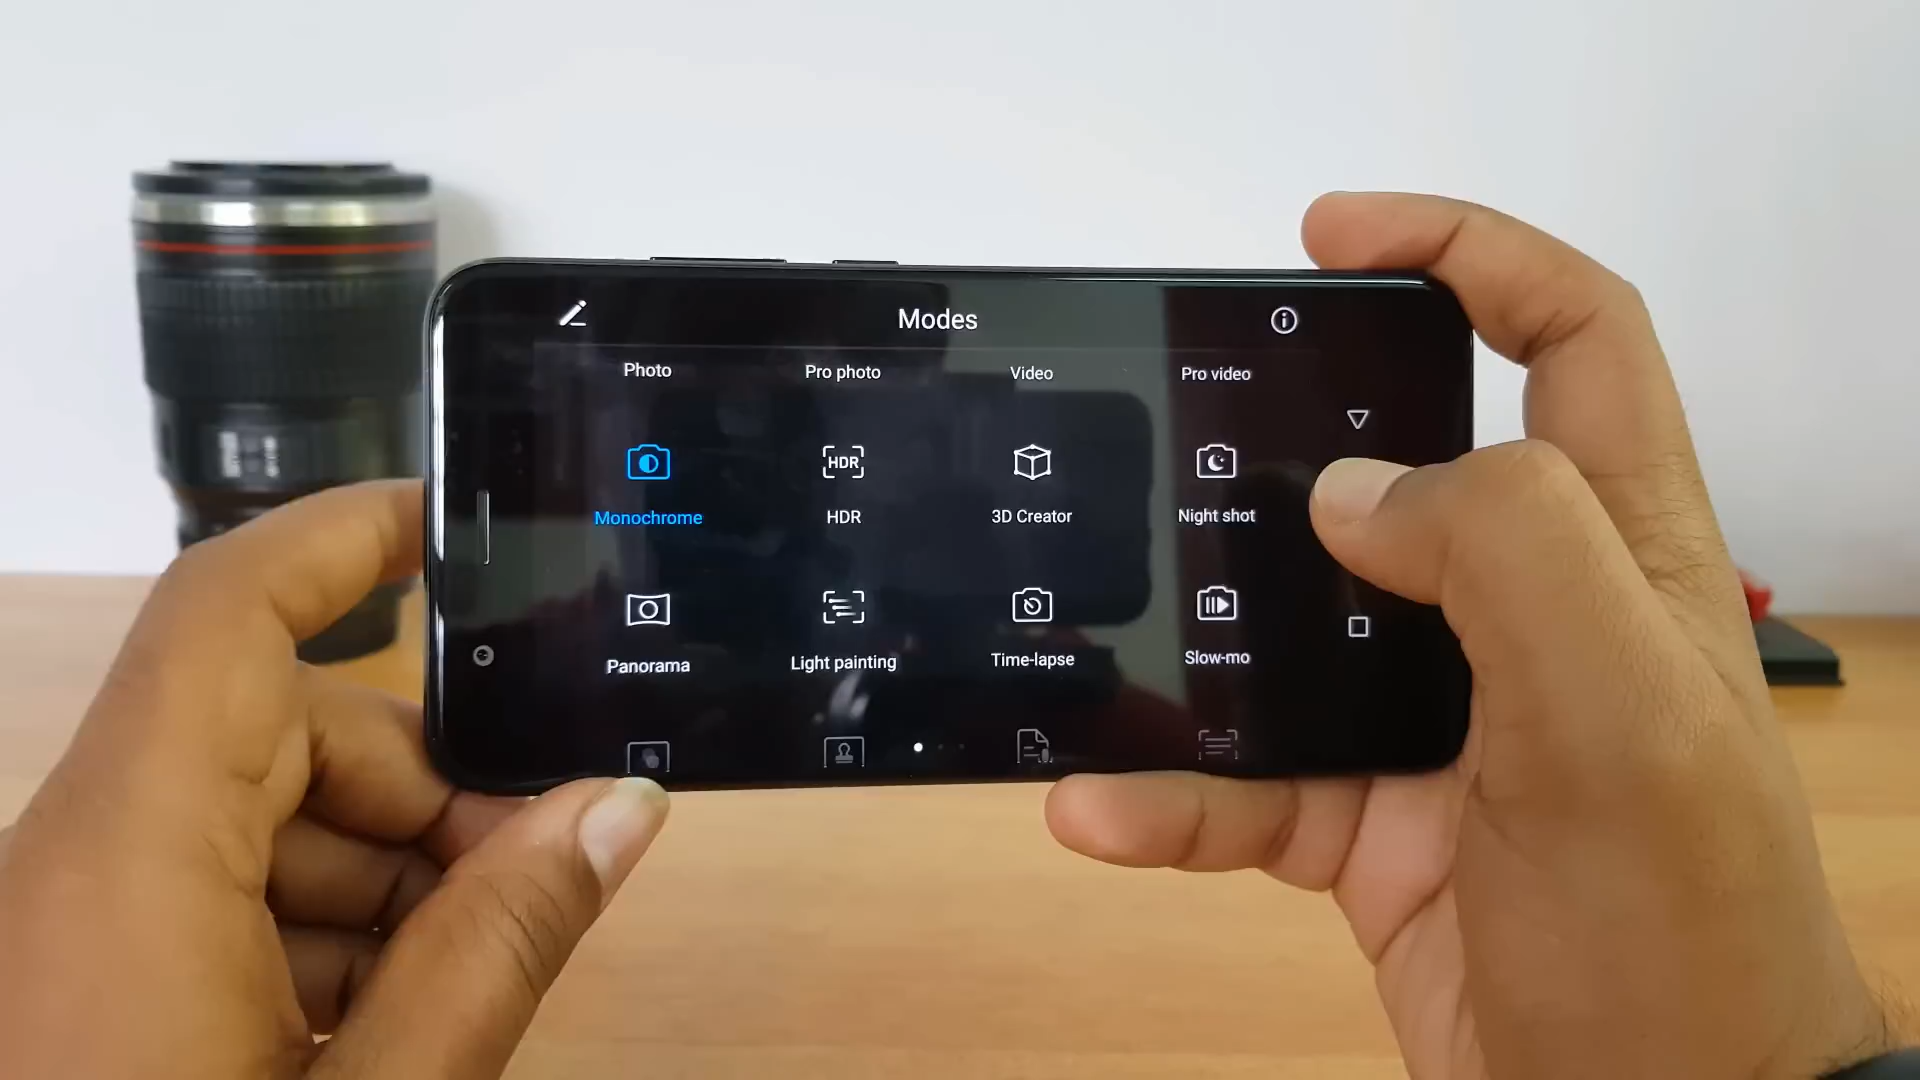 Modes
Photo Pro photo Video Pro video
HDR
Monochrome HDR 3D Creator Night shot
Panorama Light painting Time-lapse Slow-mo